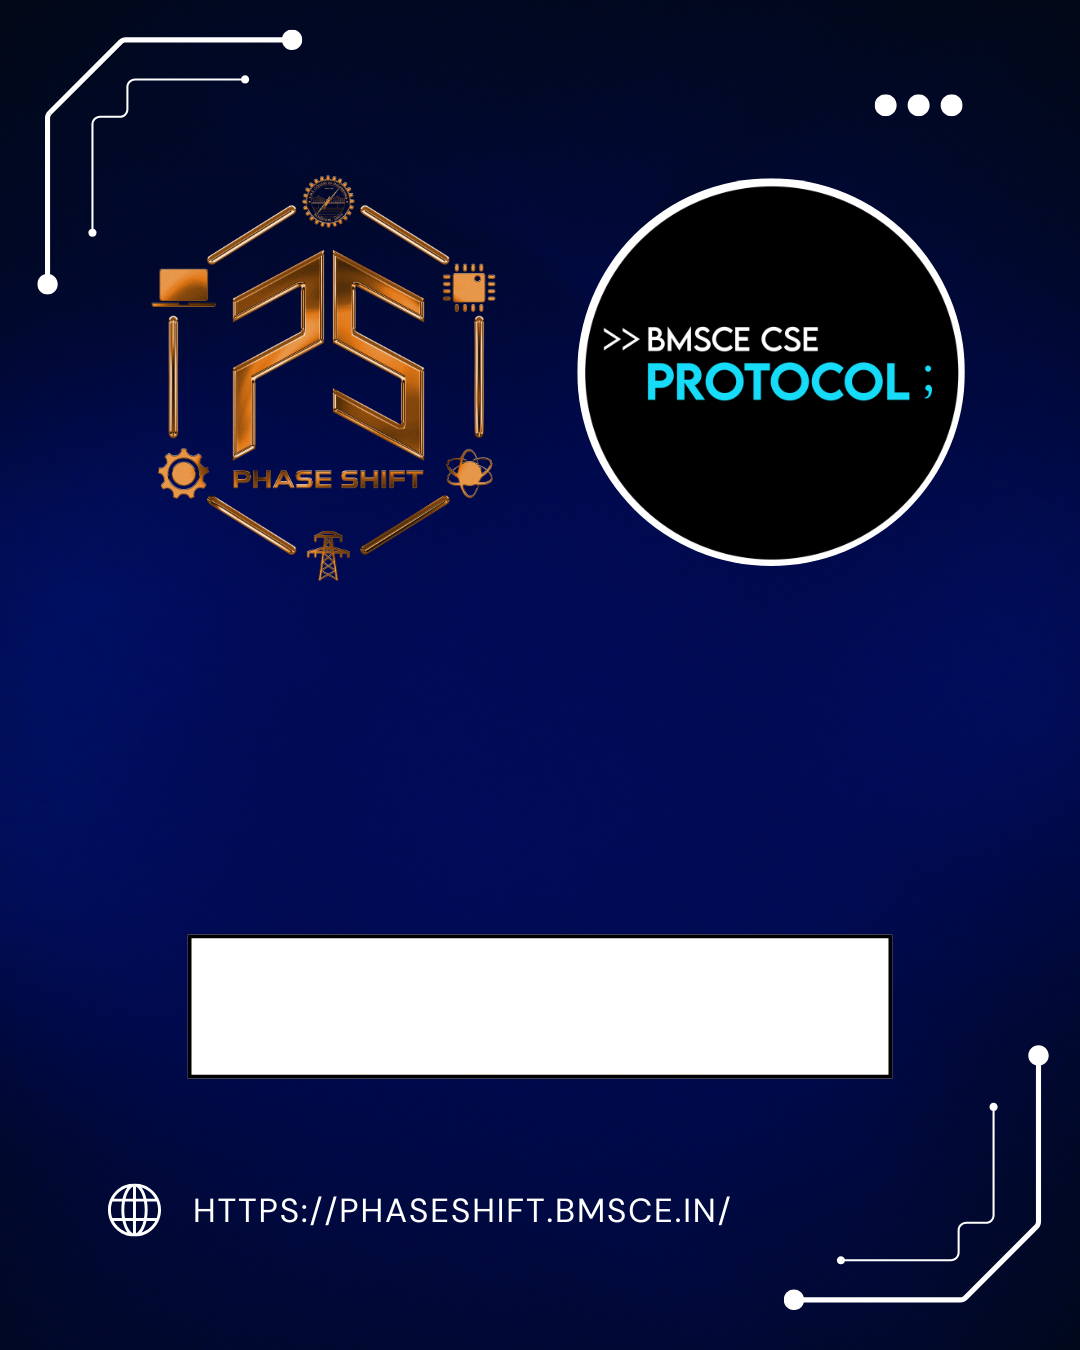 PHASE SHIFT
>> BMSCE CSE
PROTOCOL ;
HTTPS://PHASESHIFT.BMSCE.IN/